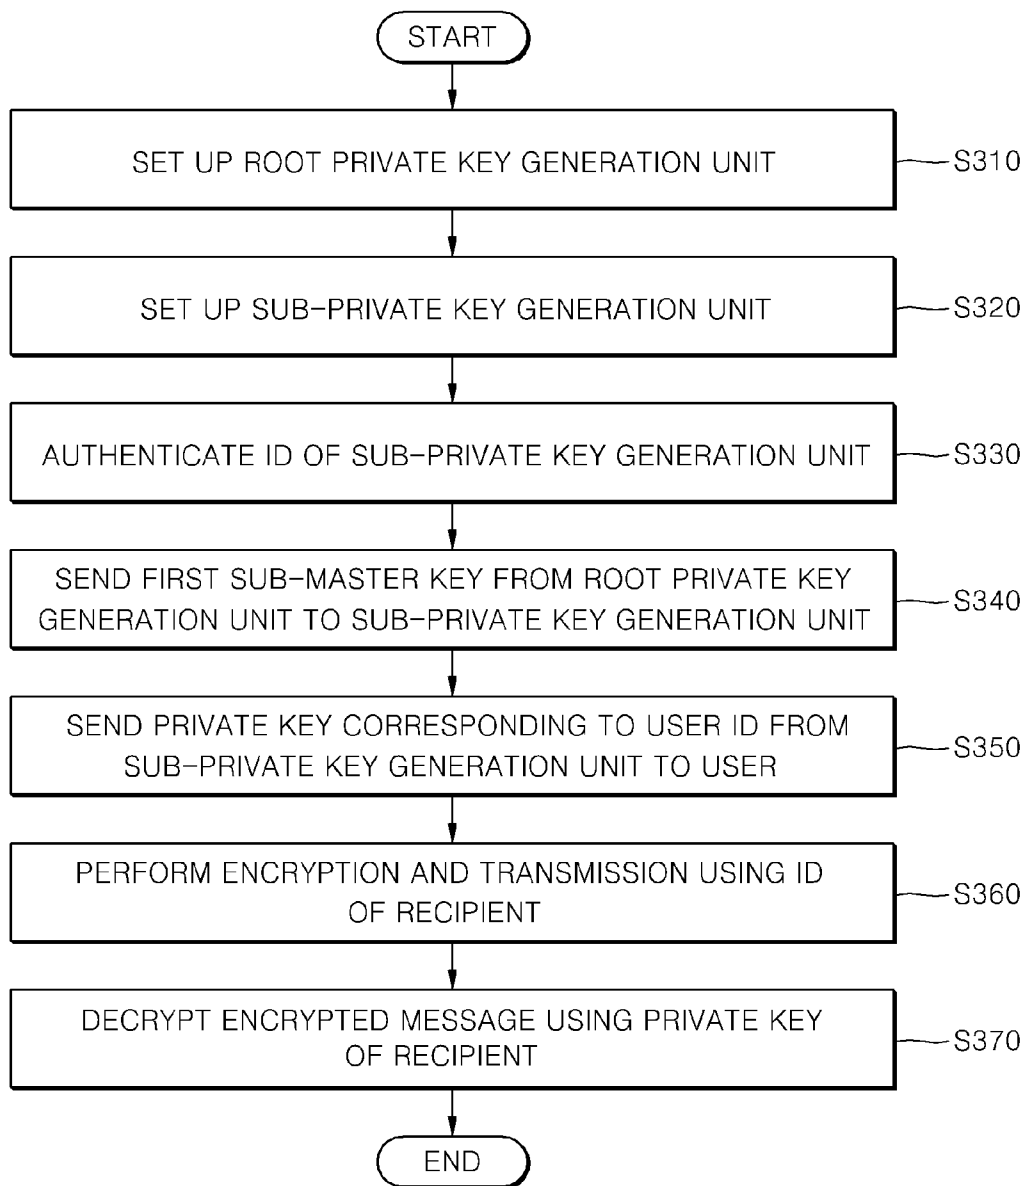 START
SET UP ROOT PRIVATE KEY GENERATION UNIT
S310
SET UP SUB-PRIVATE KEY GENERATION UNIT
S320
AUTHENTICATE ID OF SUB-PRIVATE KEY GENERATION UNIT
S330
SEND FIRST SUB-MASTER KEY FROM ROOT PRIVATE KEY
GENERATION UNIT TO SUB-PRIVATE KEY GENERATION UNIT
S340
SEND PRIVATE KEY CORRESPONDING TO USER ID FROM
SUB-PRIVATE KEY GENERATION UNIT TO USER
S350
PERFORM ENCRYPTION AND TRANSMISSION USING ID
OF RECIPIENT
S360
DECRYPT ENCRYPTED MESSAGE USING PRIVATE KEY
OF RECIPIENT
S370
END